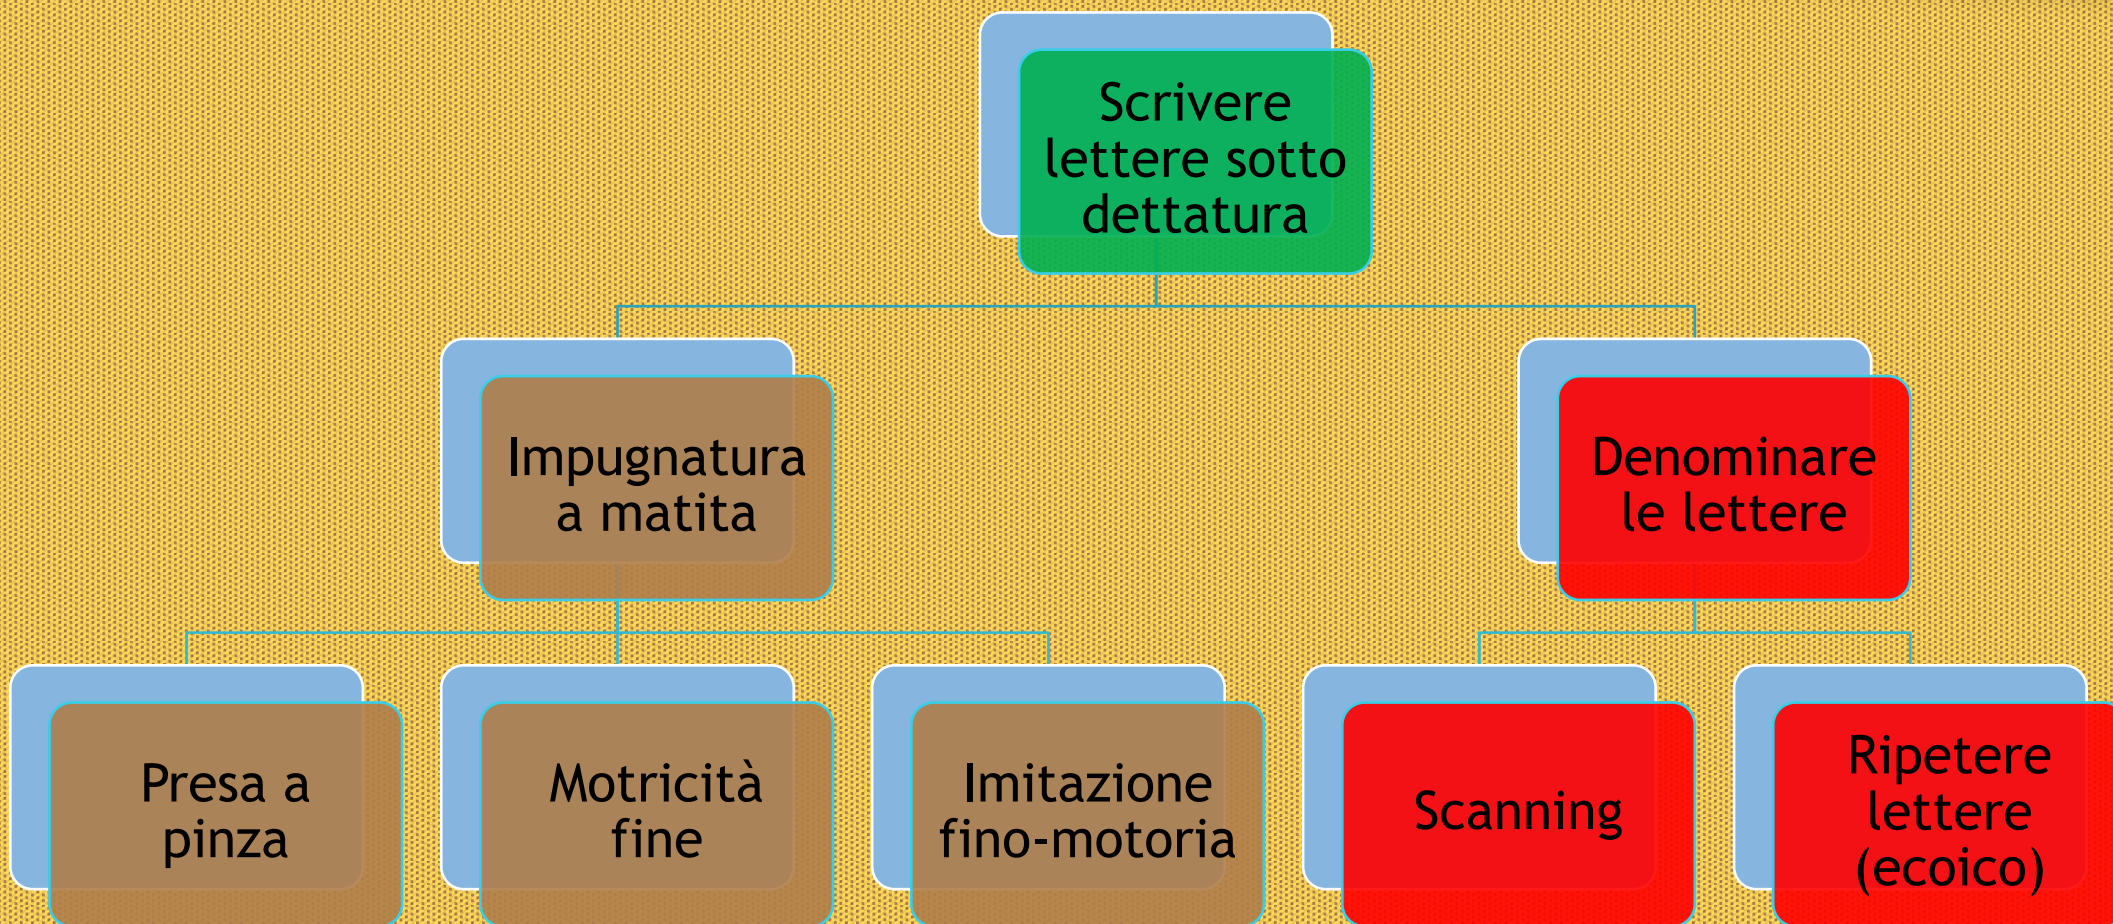 Scrivere
lettere sotto
dettatura
Impugnatura
a matita
Denominare
le lettere
Presa a
pinza
Motricità
fine
Imitazione
fino-motoria
Scanning
Ripetere
lettere
(ecoico)